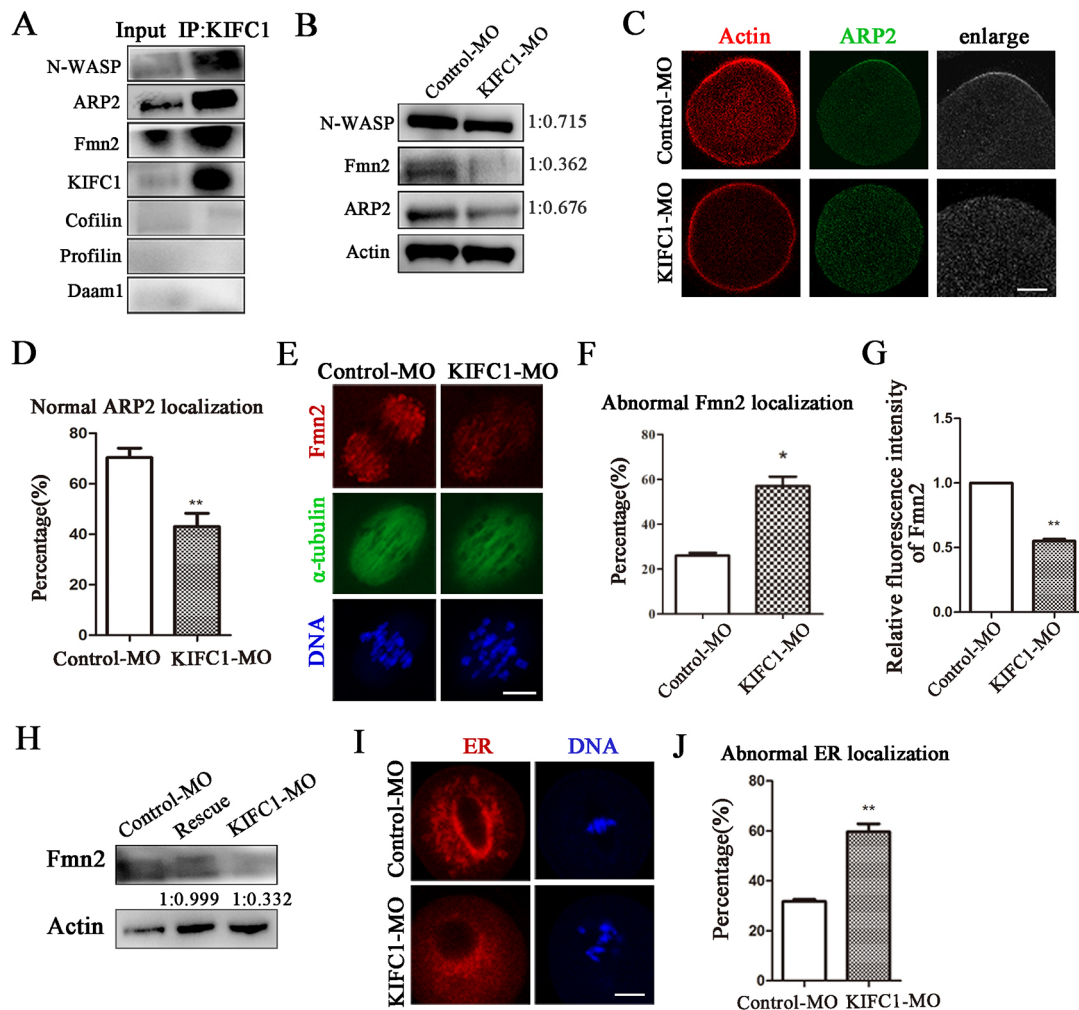 A
Input IP:KIFC1
N-WASP
ARP2
Fmn2
KIFC1
Cofilin
Profilin
Daam1
B
Control-MO
KIFC1-MO
N-WASP 1:0.715
Fmn2 1:0.362
ARP2 1:0.676
Actin
C
Actin ARP2 enlarge
Control-MO
KIFC1-MO
D
Normal ARP2 localization
Percentage(%)
80
60
40
20
0
**
Control-MO KIFC1-MO
E
Control-MO KIFC1-MO
Fmn2
α-tubulin
DNA
F
Abnormal Fmn2 localization
Percentage(%)
80
60
40
20
0
*
Control-MO
KIFC1-MO
G
Relative fluorescence intensity
of Fmn2
1.5
1.0
0.5
0.0
**
Control-MO
KIFC1-MO
H
Control-MO
Rescue
KIFC1-MO
Fmn2
1:0.999 1:0.332
Actin
I
ER DNA
Control-MO
KIFC1-MO
J
Abnormal ER localization
Percentage(%)
80
60
40
20
0
**
Control-MO KIFC1-MO